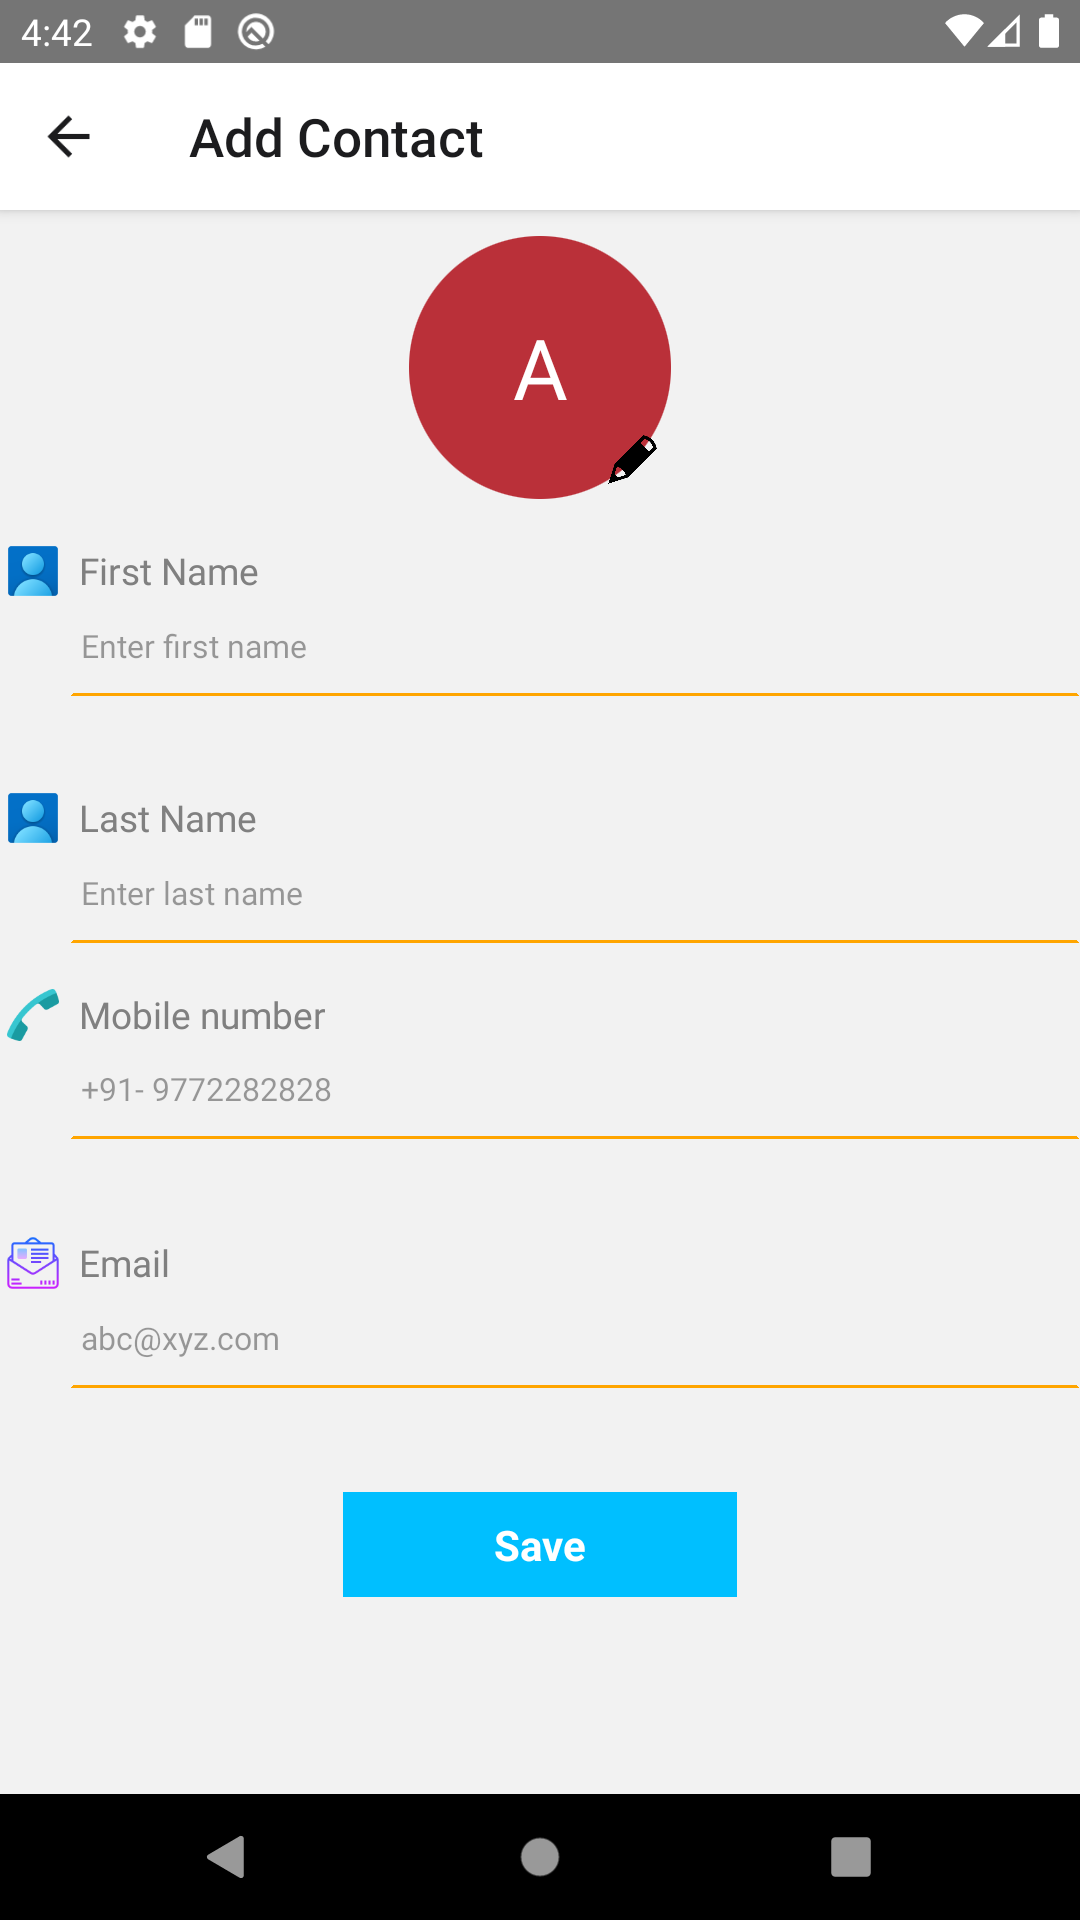 4:42
Add Contact
A
First Name
Enter first name
Last Name
Enter last name
Mobile number
+91- 9772282828
Email
abc@xyz.com
Save